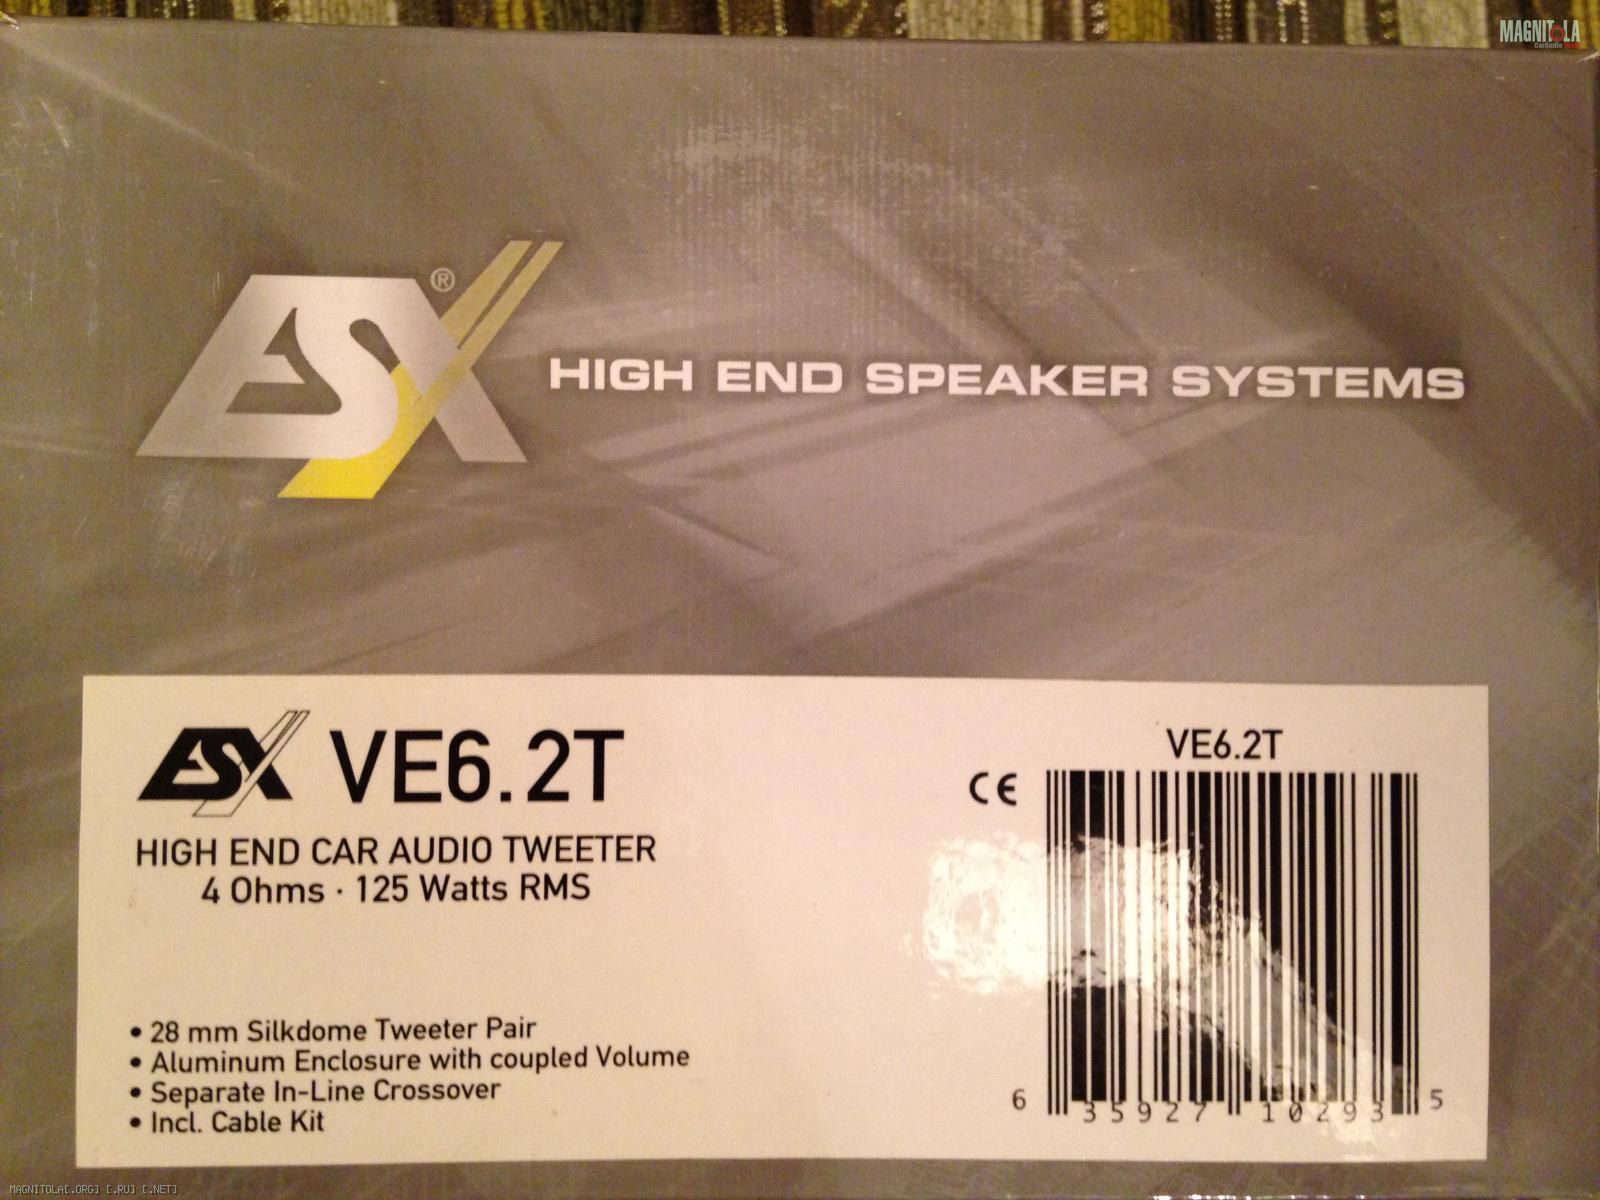 MAGNITOLA
CarAudio
ESX®
HIGH END SPEAKER SYSTEMS
ESX VE6.2T
HIGH END CAR AUDIO TWEETER
4 Ohms · 125 Watts RMS
• 28 mm Silkdome Tweeter Pair
• Aluminum Enclosure with coupled Volume
• Separate In-Line Crossover
• Incl. Cable Kit
VE6.2T
CE
6 35927 10293 5
MAGNITOLA[.ORG] [.RU] [.NET]